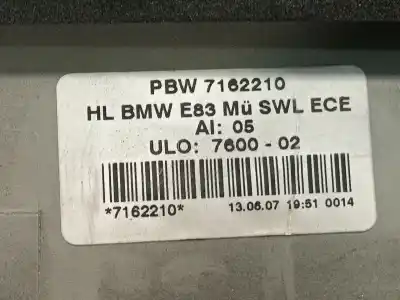 PBW 7162210
HL BMW E83 Mü SWL ECE
AI: 05
ULO: 7600 - 02
*7162210* 13.06.07 19:51 0014